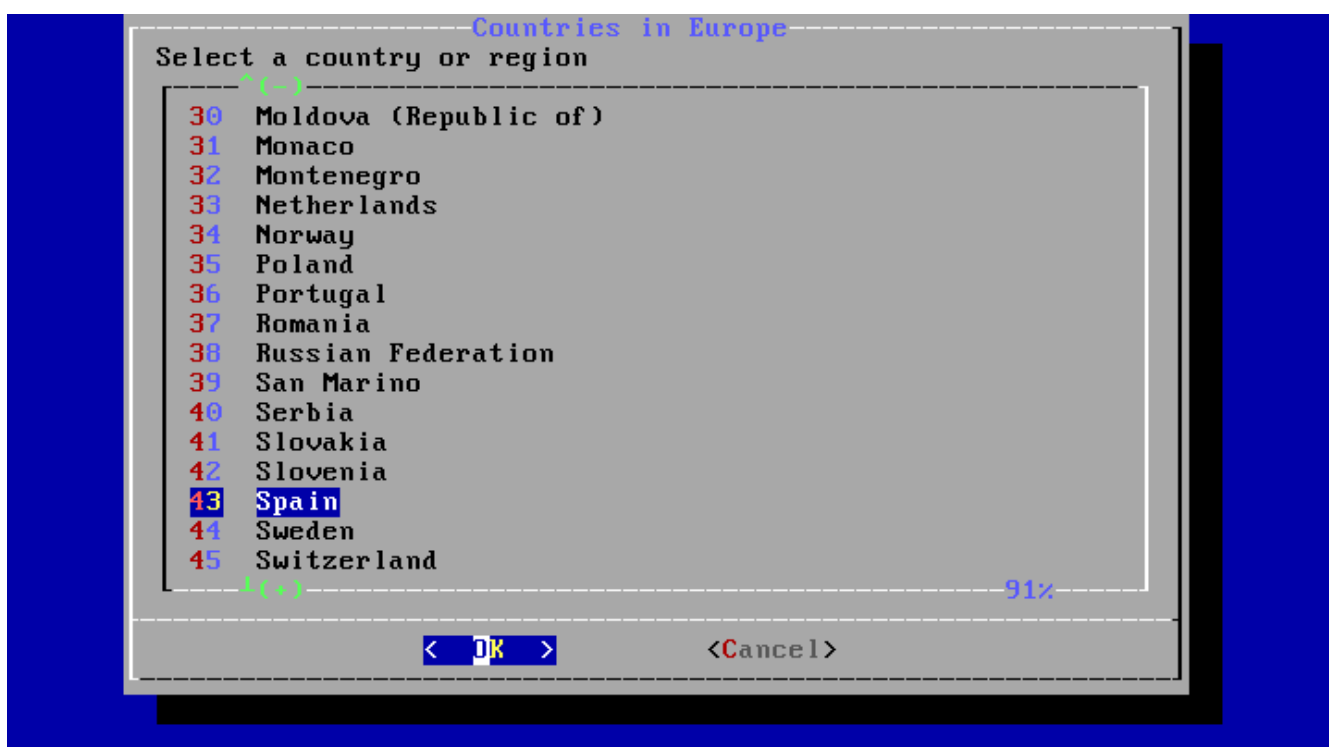 Countries in Europe
Select a country or region
^(-)
30 Moldova (Republic of)
31 Monaco
32 Montenegro
33 Netherlands
34 Norway
35 Poland
36 Portugal
37 Romania
38 Russian Federation
39 San Marino
40 Serbia
41 Slovakia
42 Slovenia
43 Spain
44 Sweden
45 Switzerland
┴(+) 91%
< OK > <Cancel>